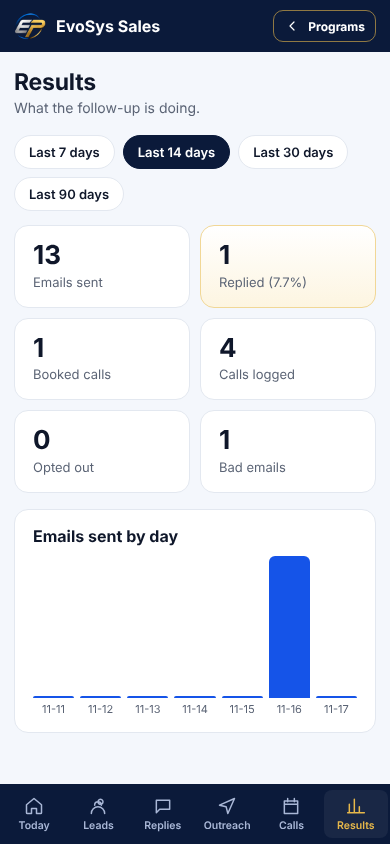 EP EvoSys Sales
Programs
Results
What the follow-up is doing.
Last 7 days
Last 14 days
Last 30 days
Last 90 days
13
Emails sent
1
Replied (7.7%)
1
Booked calls
4
Calls logged
0
Opted out
1
Bad emails
Emails sent by day
11-11 11-12 11-13 11-14 11-15 11-16 11-17
Today Leads Replies Outreach Calls Results